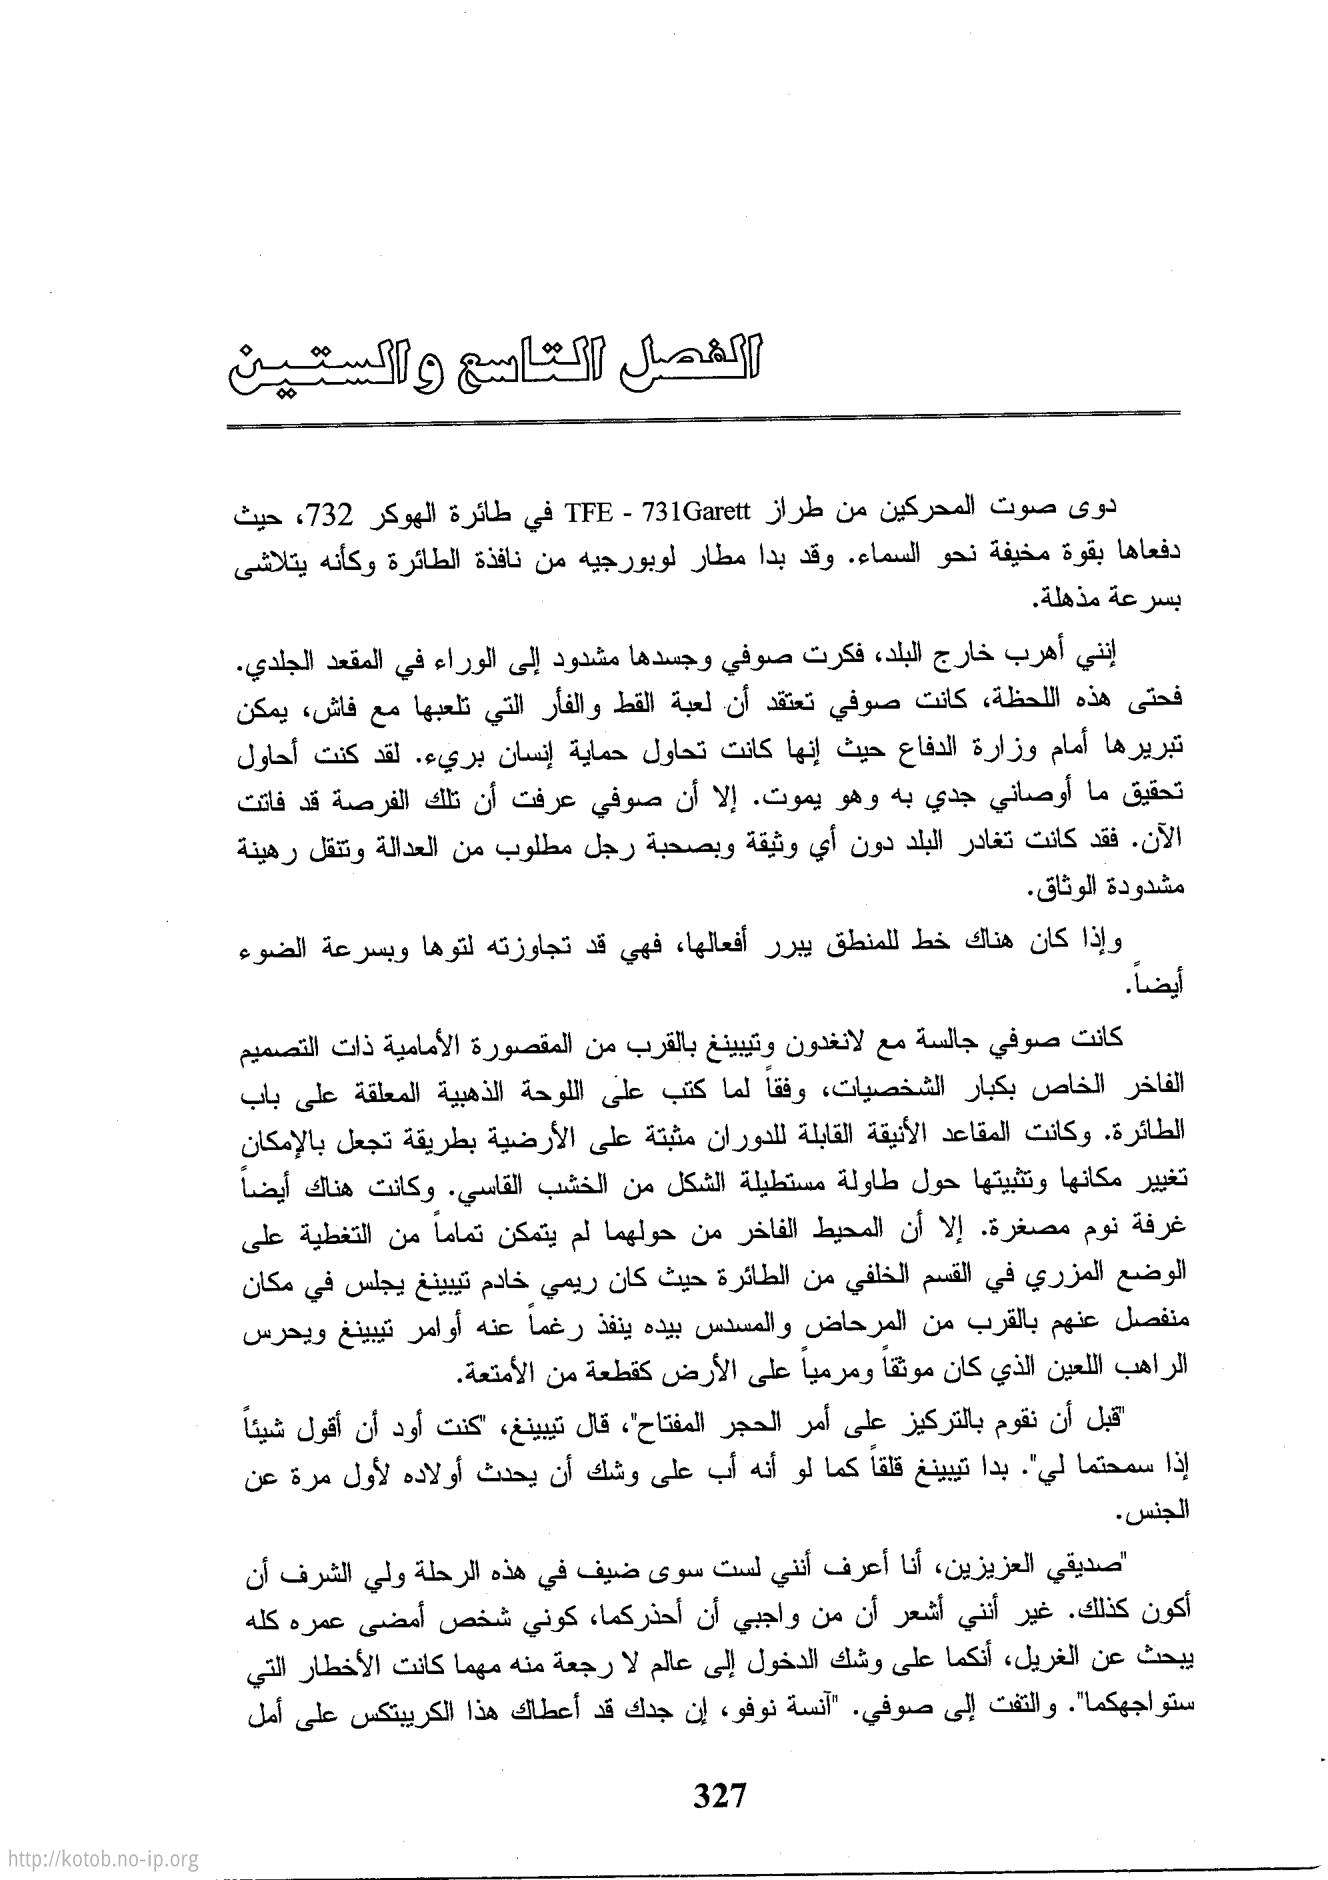 الفصل التاسع والستين
دوى صوت المحركين من طراز TFE - 731Garett في طائرة الهوكر 732، حيث
دفعاها بقوة مخيفة نحو السماء. وقد بدا مطار لوبورجيه من نافذة الطائرة وكأنه يتلاشى
بسرعة مذهلة.
إنني أهرب خارج البلد، فكرت صوفي وجسدها مشدود إلى الوراء في المقعد الجلدي.
فحتى هذه اللحظة، كانت صوفي تعتقد أن لعبة القط والفأر التي تلعبها مع فاش، يمكن
تبريرها أمام وزارة الدفاع حيث إنها كانت تحاول حماية إنسان بريء. لقد كنت أحاول
تحقيق ما أوصاني جدي به وهو يموت. إلا أن صوفي عرفت أن تلك الفرصة قد فاتت
الآن. فقد كانت تغادر البلد دون أي وثيقة وبصحبة رجل مطلوب من العدالة وتنقل رهينة
مشدودة الوثاق.
وإذا كان هناك خط للمنطق يبرر أفعالها، فهي قد تجاوزته لتوها وبسرعة الضوء
أيضاً.
كانت صوفي جالسة مع لانغدون وتيبينغ بالقرب من المقصورة الأمامية ذات التصميم
الفاخر الخاص بكبار الشخصيات، وفقاً لما كتب على اللوحة الذهبية المعلقة على باب
الطائرة. وكانت المقاعد الأنيقة القابلة للدوران مثبتة على الأرضية بطريقة تجعل بالإمكان
تغيير مكانها وتثبيتها حول طاولة مستطيلة الشكل من الخشب القاسي. وكانت هناك أيضاً
غرفة نوم مصغرة. إلا أن المحيط الفاخر من حولهما لم يتمكن تماماً من التغطية على
الوضع المزري في القسم الخلفي من الطائرة حيث كان ريمي خادم تيبينغ يجلس في مكان
منفصل عنهم بالقرب من المرحاض والمسدس بيده ينفذ رغماً عنه أوامر تيبينغ ويحرس
الراهب اللعين الذي كان موثقاً ومرمياً على الأرض كقطعة من الأمتعة.
"قبل أن نقوم بالتركيز على أمر الحجر المفتاح"، قال تيبينغ، "كنت أود أن أقول شيئاً
إذا سمحتما لي". بدا تيبينغ قلقاً كما لو أنه أب على وشك أن يحدث أولاده لأول مرة عن
الجنس.
"صديقي العزيزين، أنا أعرف أنني لست سوى ضيف في هذه الرحلة ولي الشرف أن
أكون كذلك. غير أنني أشعر أن من واجبي أن أحذركما، كوني شخص أمضى عمره كله
يبحث عن الغريل، أنكما على وشك الدخول إلى عالم لا رجعة منه مهما كانت الأخطار التي
ستواجهكما". والتفت إلى صوفي. "آنسة نوفو، إن جدك قد أعطاك هذا الكريبتكس على أمل
327
http://kotob.no-ip.org